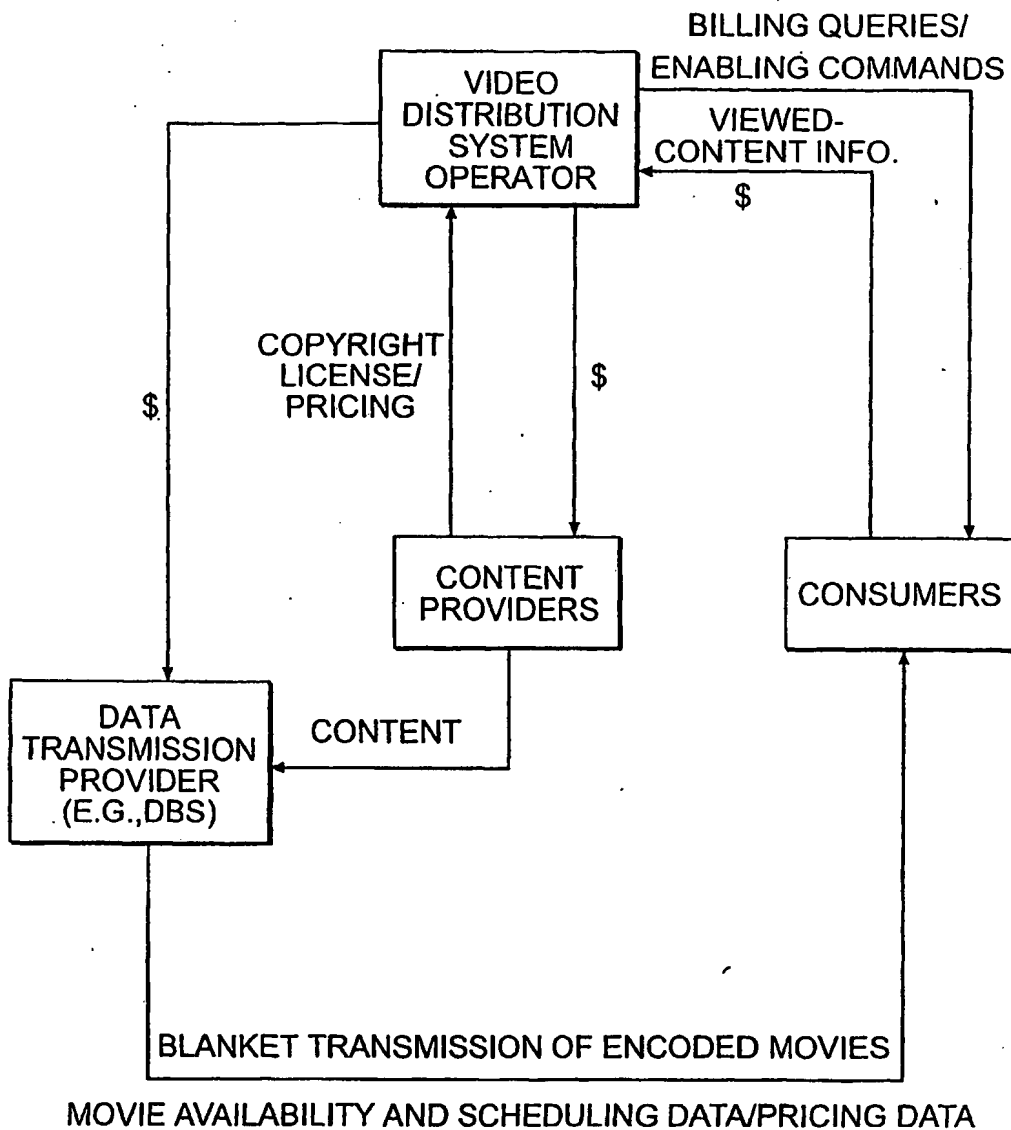 BILLING QUERIES/
ENABLING COMMANDS
VIDEO
DISTRIBUTION
SYSTEM
OPERATOR
VIEWED-
CONTENT INFO.
$
COPYRIGHT
LICENSE/
PRICING
$
$
CONTENT
PROVIDERS
CONSUMERS
DATA
TRANSMISSION
PROVIDER
(E.G.,DBS)
CONTENT
BLANKET TRANSMISSION OF ENCODED MOVIES
MOVIE AVAILABILITY AND SCHEDULING DATA/PRICING DATA